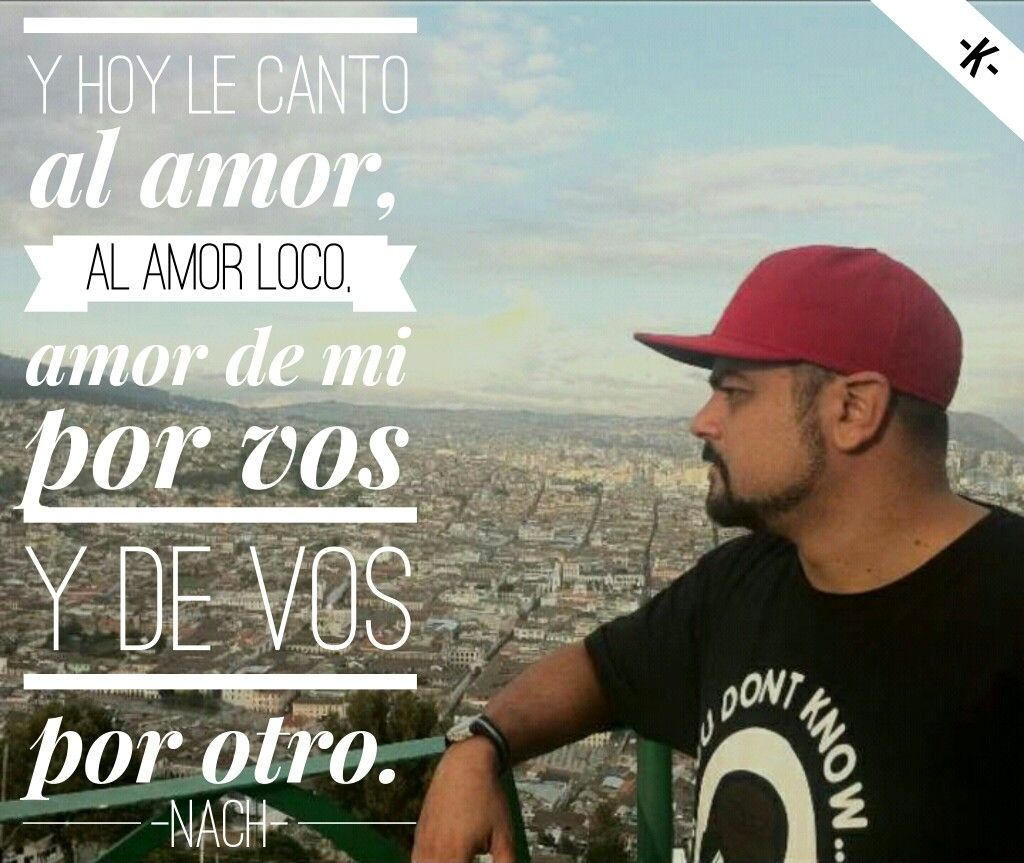 Y HOY LE CANTO
al amor,
AL AMOR LOCO,
amor de mi
por vos
Y DE VOS
por otro.
-NACH-
-K-
U DONT KNOW...